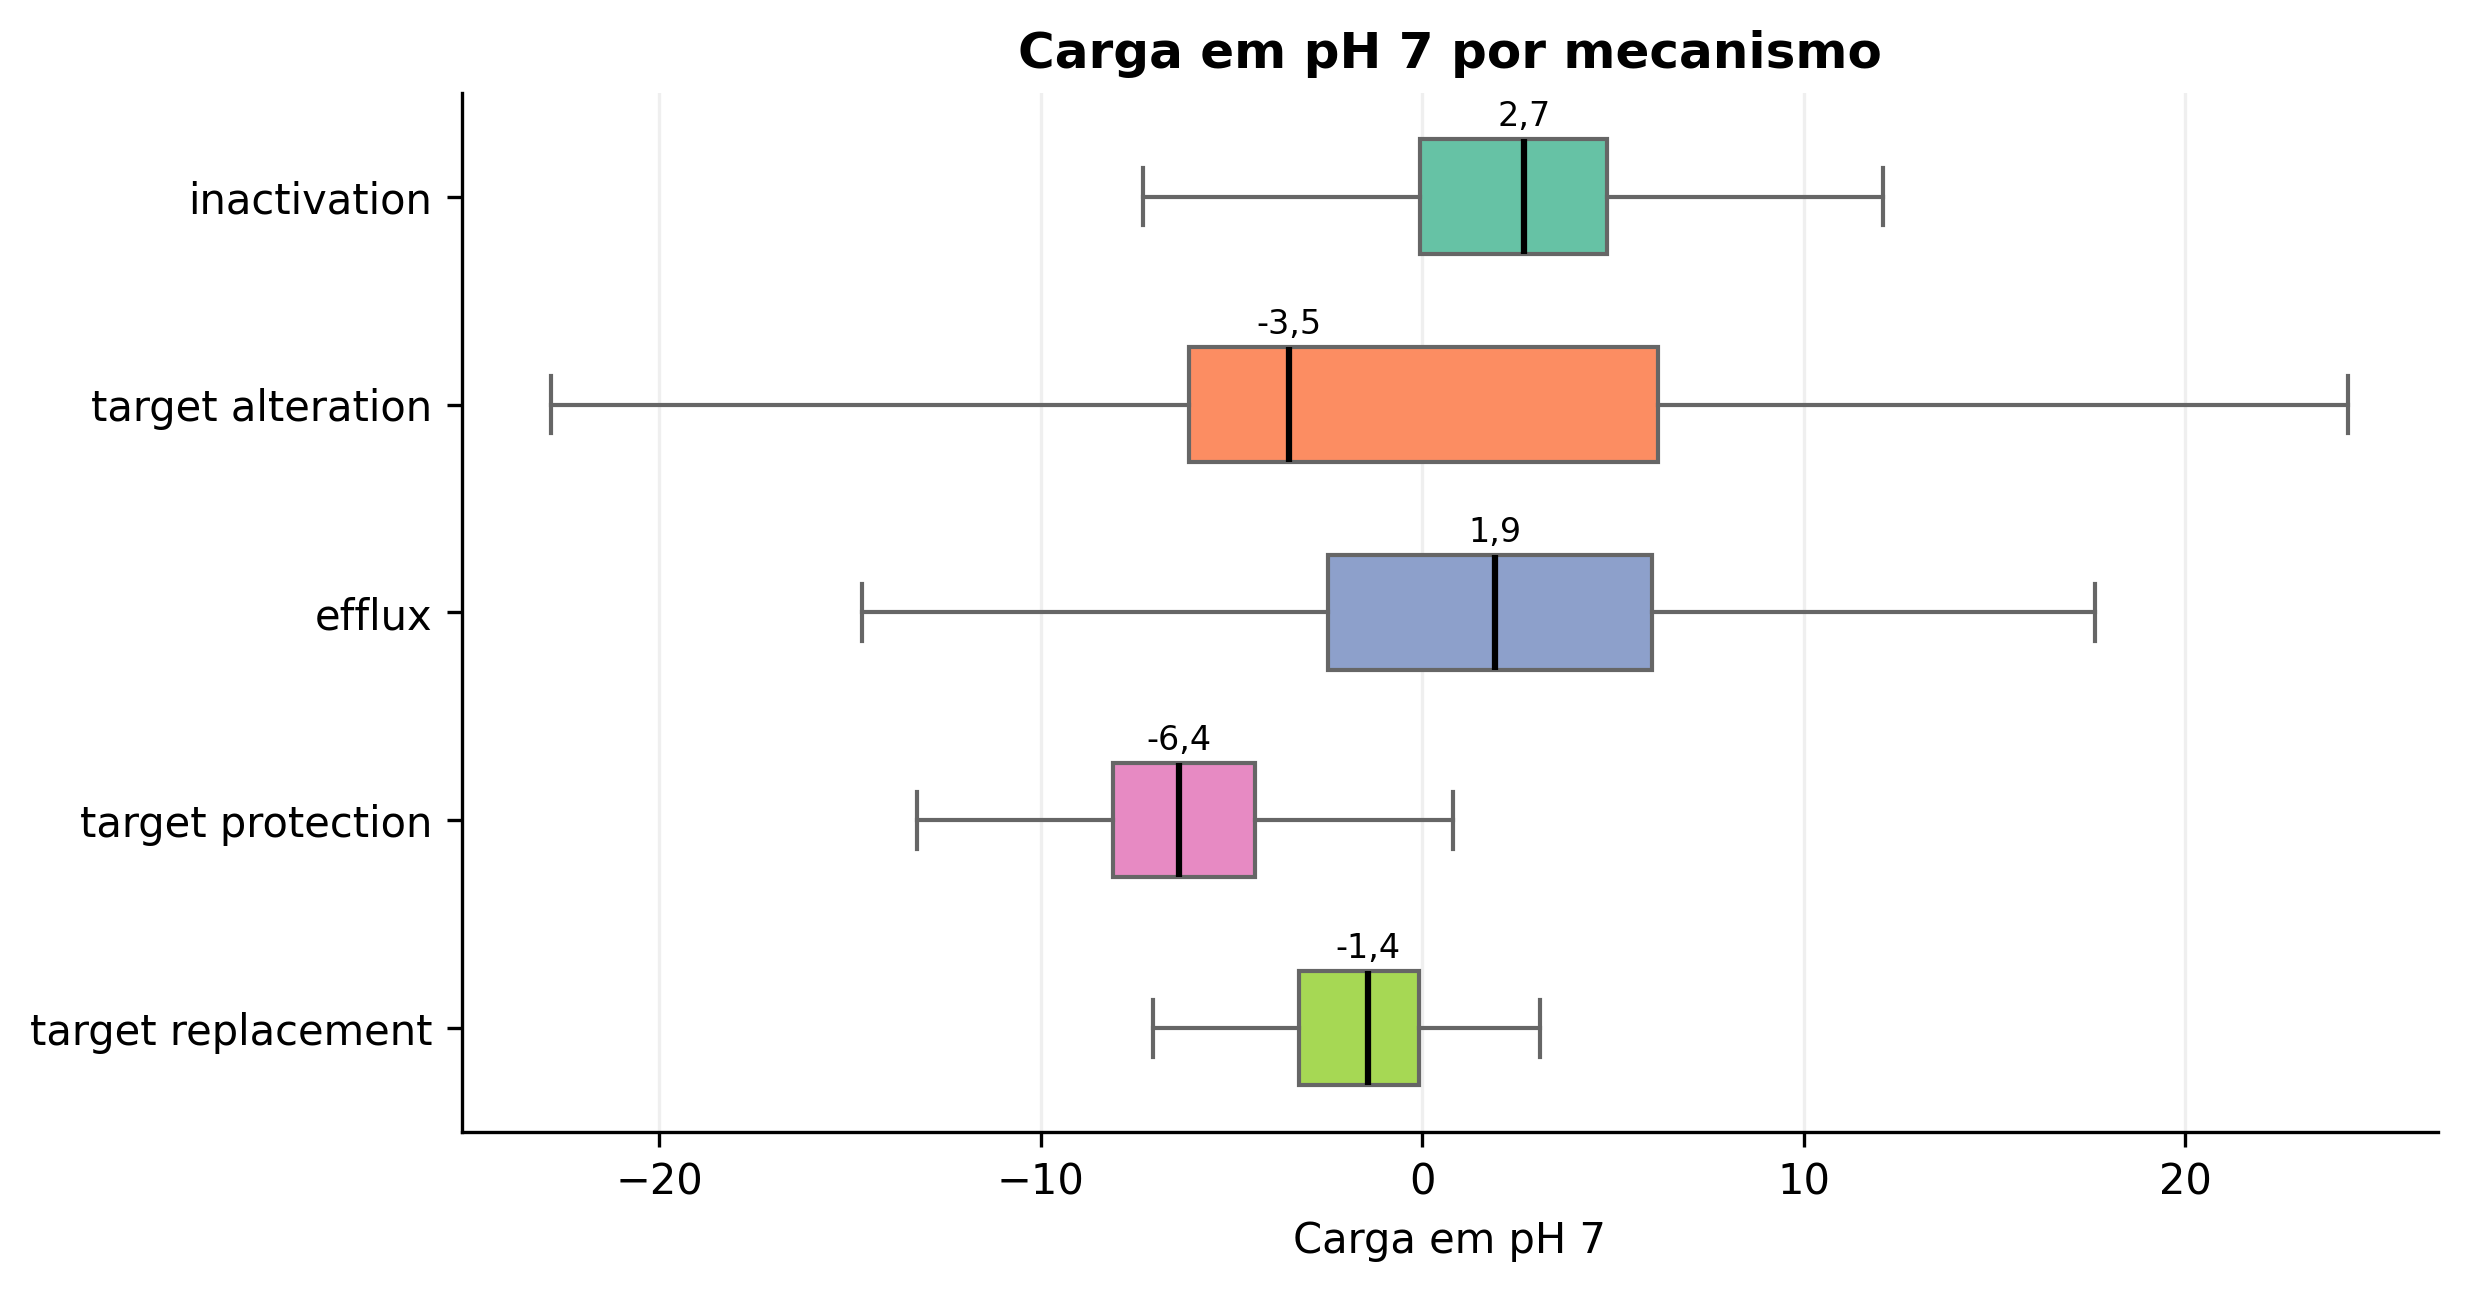 Carga em pH 7 por mecanismo
2,7
inactivation
-3,5
target alteration
1,9
efflux
-6,4
target protection
-1,4
target replacement
−20 −10 0 10 20
Carga em pH 7